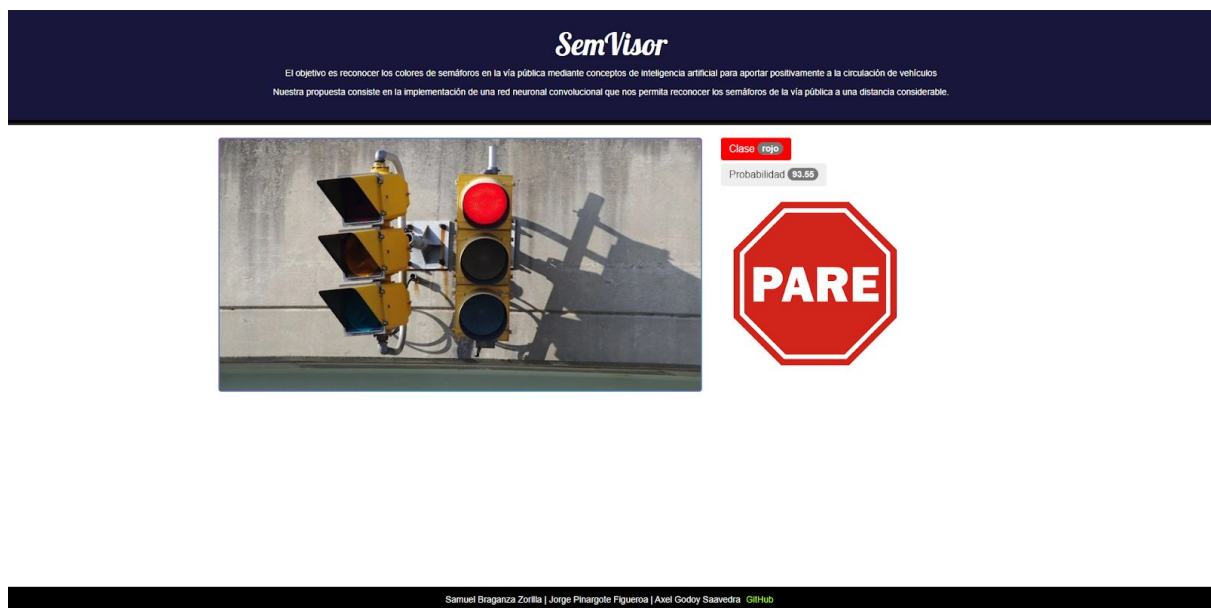 SemVisor
El objetivo es reconocer los colores de semáforos en la vía pública mediante conceptos de inteligencia artificial para aportar positivamente a la circulación de vehículos
Nuestra propuesta consiste en la implementación de una red neuronal convolucional que nos permita reconocer los semáforos de la vía pública a una distancia considerable.
Clase rojo
Probabilidad 93.55
PARE
Samuel Braganza Zorilla | Jorge Pinargote Figueroa | Axel Godoy Saavedra GitHub